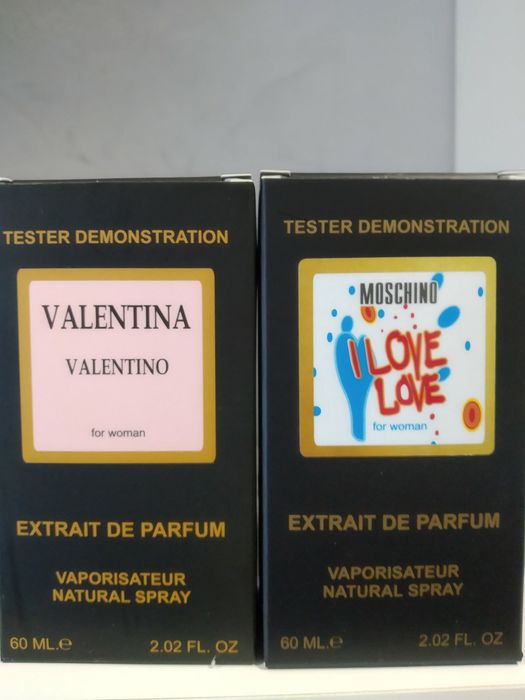 TESTER DEMONSTRATION
VALENTINA
VALENTINO
for woman
EXTRAIT DE PARFUM
VAPORISATEUR
NATURAL SPRAY
60 ML.e 2.02 FL. OZ
TESTER DEMONSTRATION
MOSCHINO
I LOVE
LOVE
for woman
EXTRAIT DE PARFUM
VAPORISATEUR
NATURAL SPRAY
60 ML.e 2.02 FL. OZ